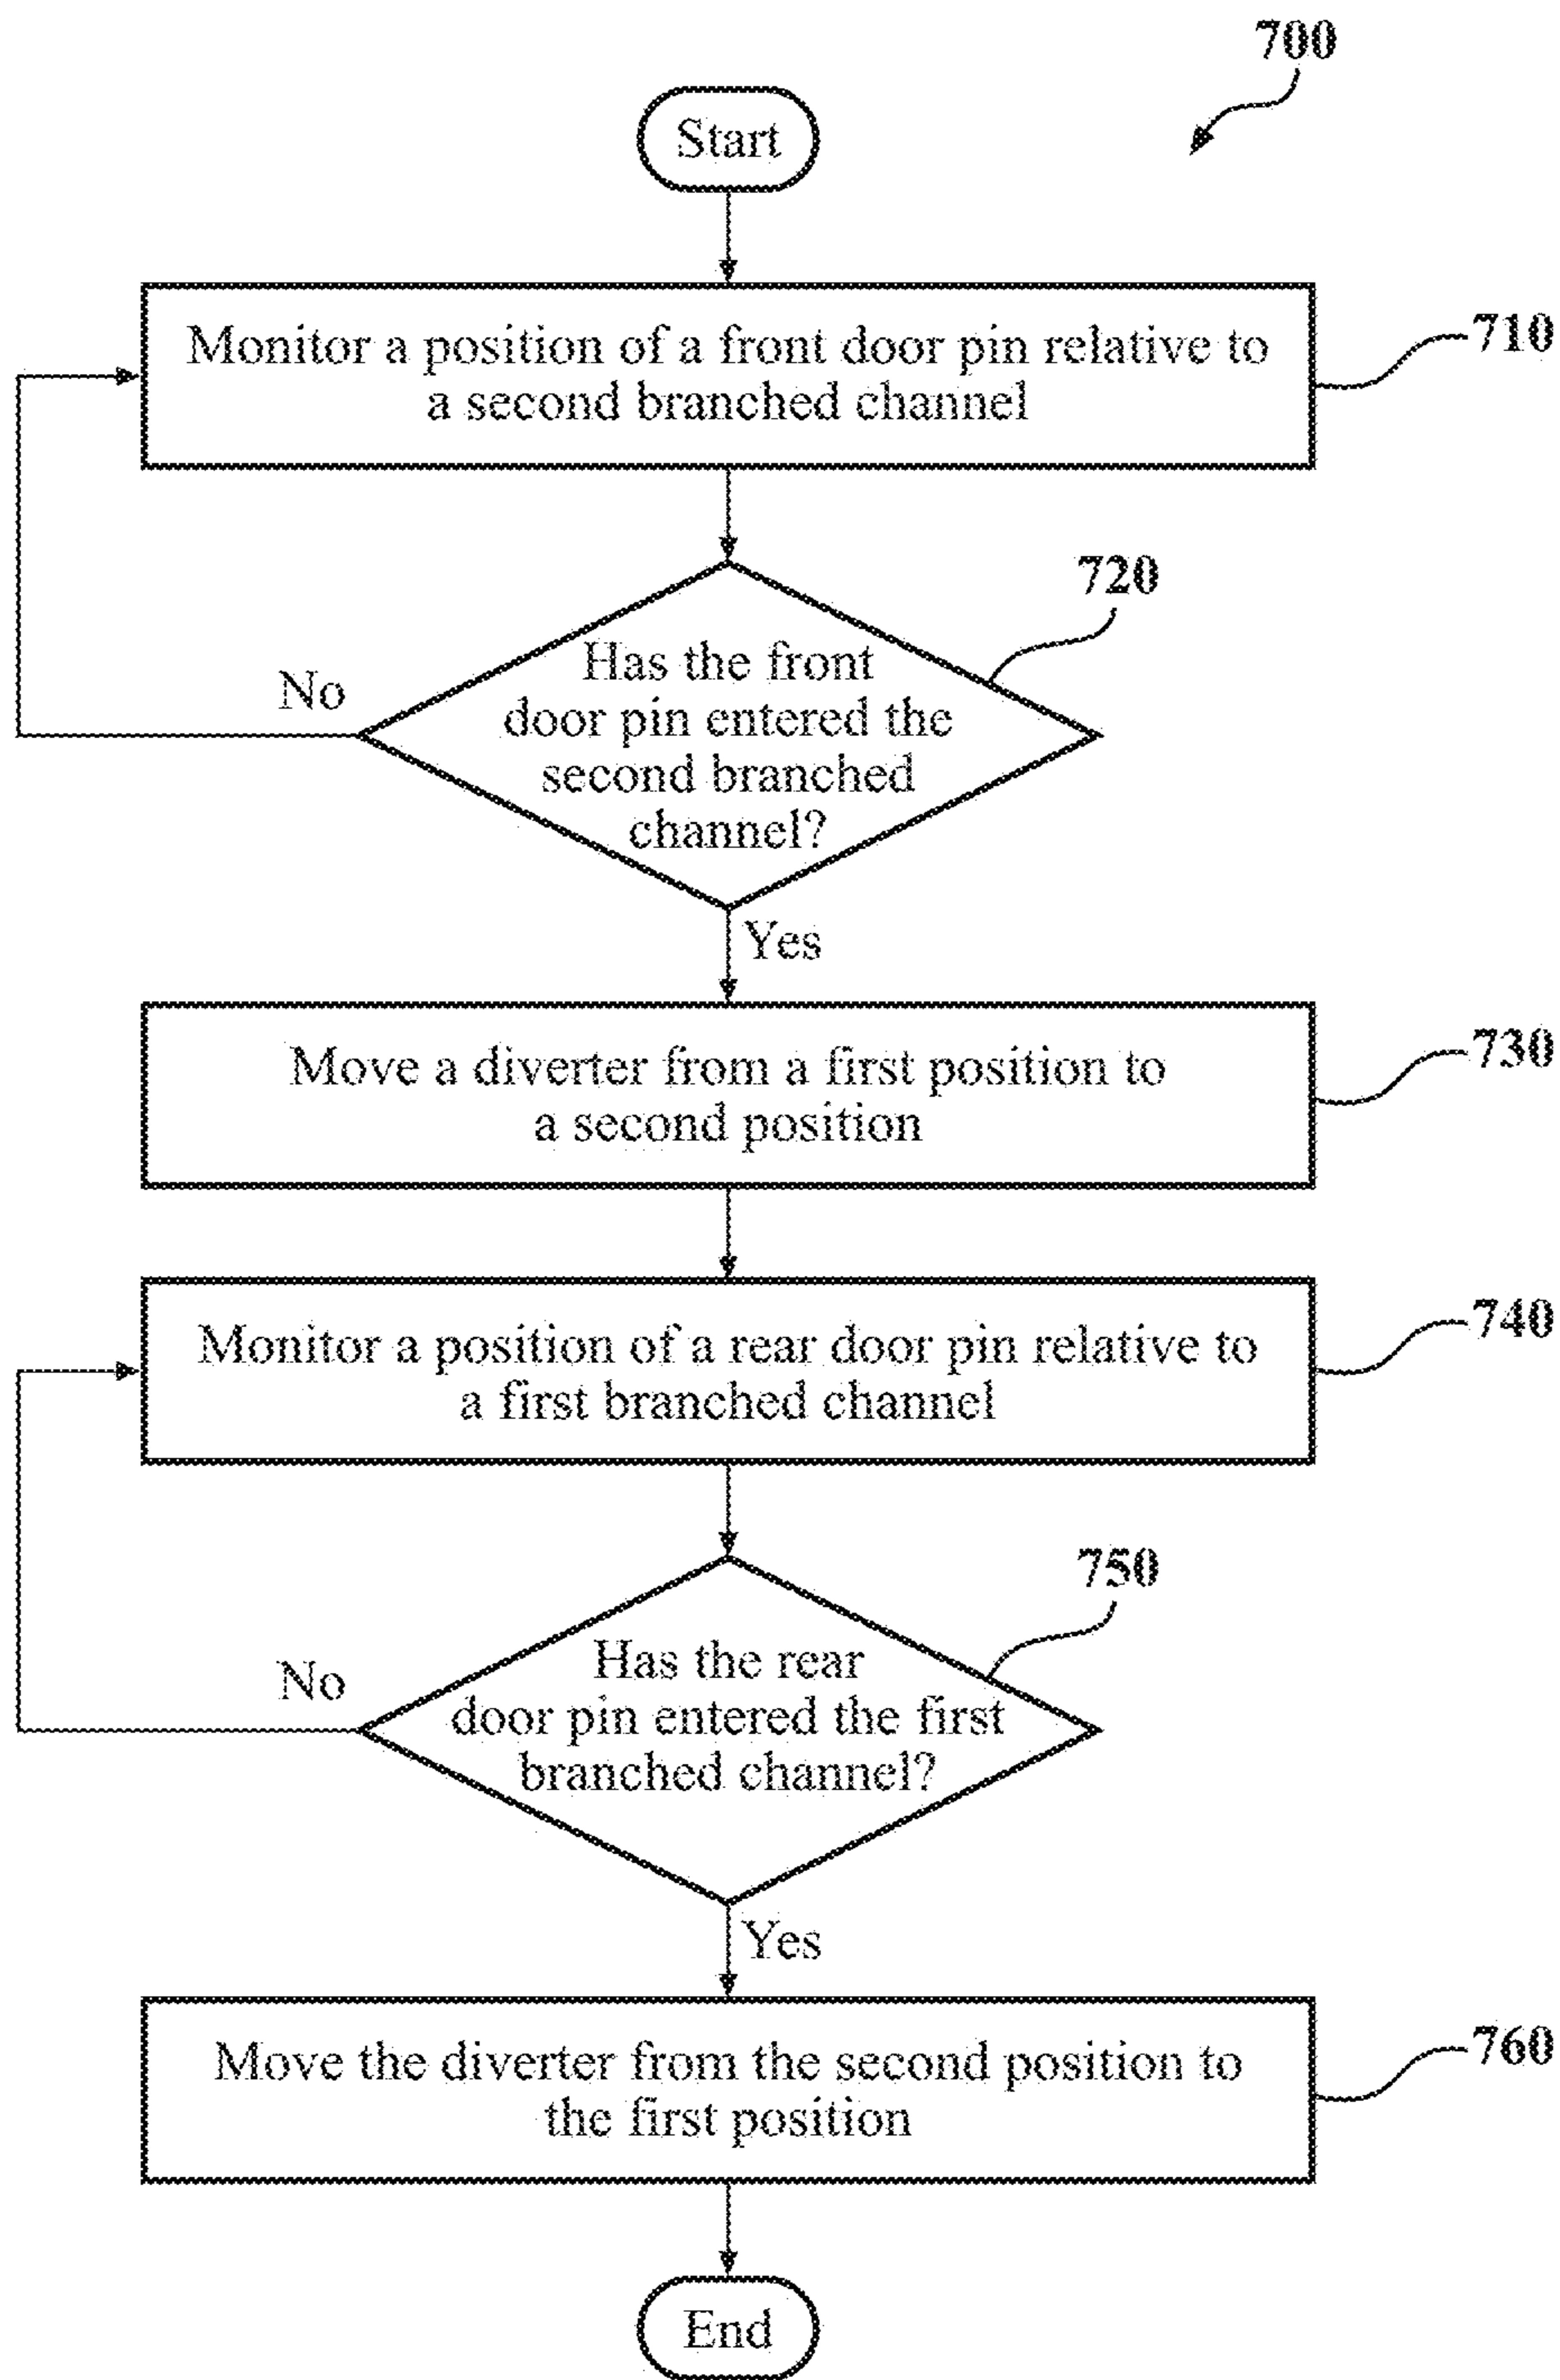 700
Start
Monitor a position of a front door pin relative to
a second branched channel
710
720
Has the front
door pin entered the
second branched
channel?
No
Yes
Move a diverter from a first position to
a second position
730
Monitor a position of a rear door pin relative to
a first branched channel
740
750
Has the rear
door pin entered the first
branched channel?
No
Yes
Move the diverter from the second position to
the first position
760
End